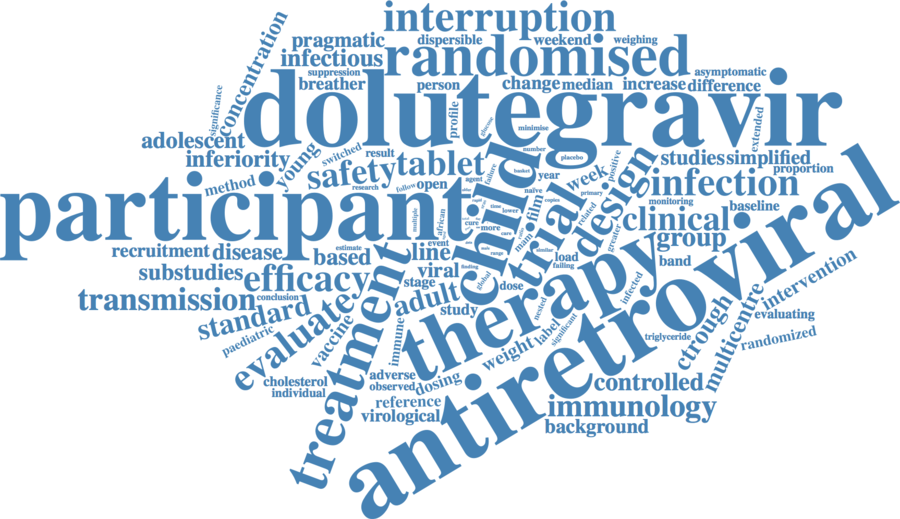 interruption
pragmatic
dispersible
weekend
weighing
infectious
randomised
suppression
breather
person
change
median
increase
difference
asymptomatic
concentration
significance
dolutegravir
profile
glucose
minimise
extended
adolescent
inferiority
young
switched
result
safety
tablet
number
placebo
child
failure
basket
year
week
positive
studies
simplified
proportion
method
research
follow
open
agent
naïve
primary
copies
film
trial
design
related
infection
monitoring
baseline
participant
multiple
african
time
lower
cure
more
care
main
greater
clinical
group
recruitment
disease
based
estimate
event
line
viral
finding
range
similar
load
failing
band
substudies
efficacy
stage
global
dose
therapy
infected
intervention
transmission
conclusion
evaluate
treatment
adult
study
nested
significant
label
weight
triglyceride
ctrough
multicentre
evaluating
randomized
standard
paediatric
vaccine
immune
antiretroviral
cholesterol
individual
adverse
observed
dosing
reference
virological
controlled
immunology
background